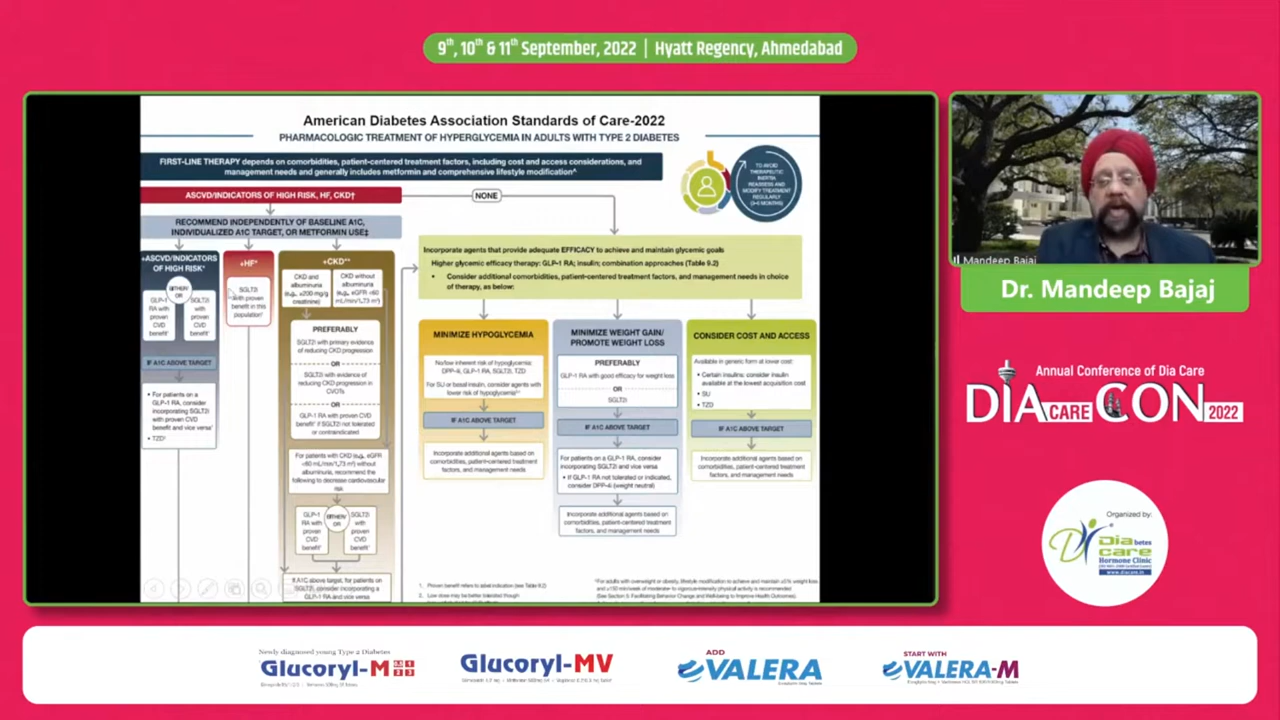 9th, 10th & 11th September, 2022 | Hyatt Regency, Ahmedabad
American Diabetes Association Standards of Care-2022
PHARMACOLOGIC TREATMENT OF HYPERGLYCEMIA IN ADULTS WITH TYPE 2 DIABETES
FIRST-LINE THERAPY depends on comorbidities, patient-centered treatment factors, including cost and access considerations, and
management needs and generally includes metformin and comprehensive lifestyle modification^
TO AVOID
THERAPEUTIC
INERTIA
REASSESS AND
MODIFY TREATMENT
REGULARLY
(3-6 MONTHS)
ASCVD/INDICATORS OF HIGH RISK, HF, CKD†
NONE
RECOMMEND INDEPENDENTLY OF BASELINE A1C,
INDIVIDUALIZED A1C TARGET, OR METFORMIN USE‡
+ASCVD/INDICATORS
OF HIGH RISK*
GLP-1
RA with
proven
CVD
benefit¹
EITHER/
OR
SGLT2i
with
proven
CVD
benefit¹
IF A1C ABOVE TARGET
• For patients on a
GLP-1 RA, consider
incorporating SGLT2i
with proven CVD
benefit and vice versa¹
• TZD²
+HF*
SGLT2i
with proven
benefit in this
population¹
+CKD**
CKD and
albuminuria
(e.g., ≥200 mg/g
creatinine)
CKD without
albuminuria
(e.g., eGFR <60
mL/min/1.73 m²)
PREFERABLY
SGLT2i with primary evidence
of reducing CKD progression
OR
SGLT2i with evidence of
reducing CKD progression in
CVOTs
OR
GLP-1 RA with proven CVD
benefit¹ if SGLT2i not tolerated
or contraindicated
For patients with CKD (e.g., eGFR
<60 mL/min/1.73 m²) without
albuminuria, recommend the
following to decrease cardiovascular
risk
GLP-1
RA with
proven
CVD
benefit¹
EITHER/
OR
SGLT2i
with
proven
CVD
benefit¹
If A1C above target, for patients on
SGLT2i, consider incorporating a
GLP-1 RA and vice versa
Incorporate agents that provide adequate EFFICACY to achieve and maintain glycemic goals
Higher glycemic efficacy therapy: GLP-1 RA; insulin; combination approaches (Table 9.2)
• Consider additional comorbidities, patient-centered treatment factors, and management needs in choice
of therapy, as below:
MINIMIZE HYPOGLYCEMIA
No/low inherent risk of hypoglycemia:
DPP-4i, GLP-1 RA, SGLT2i, TZD
For SU or basal insulin, consider agents with
lower risk of hypoglycemia
IF A1C ABOVE TARGET
Incorporate additional agents based on
comorbidities, patient-centered treatment
factors, and management needs
MINIMIZE WEIGHT GAIN/
PROMOTE WEIGHT LOSS
PREFERABLY
GLP-1 RA with good efficacy for weight loss
OR
SGLT2i
IF A1C ABOVE TARGET
For patients on a GLP-1 RA, consider
incorporating SGLT2i and vice versa
• If GLP-1 RA not tolerated or indicated,
consider DPP-4i (weight neutral)
Incorporate additional agents based on
comorbidities, patient-centered treatment
factors, and management needs
CONSIDER COST AND ACCESS
Available in generic form at lower cost:
• Certain insulins: consider insulin
available at the lowest acquisition cost
• SU
• TZD
IF A1C ABOVE TARGET
Incorporate additional agents based on
comorbidities, patient-centered treatment
factors, and management needs
1. Proven benefit refers to label indication (see Table 9.2)
2. Low dose may be better tolerated though
^For adults with overweight or obesity, lifestyle modification to achieve and maintain ≥5% weight loss
and ≥150 min/week of moderate- to vigorous-intensity physical activity is recommended
(See Section 5: Facilitating Behavior Change and Well-being to Improve Health Outcomes).
Mandeep Bajaj
Dr. Mandeep Bajaj
Annual Conference of Dia Care
DIA CARE CON 2022
Organized by:
Diabetes
care
Hormone Clinic
www.diacare.in
Newly diagnosed young Type 2 Diabetes
Glucoryl-M
Glucoryl-MV
ADD
VALERA
START WITH
VALERA-M